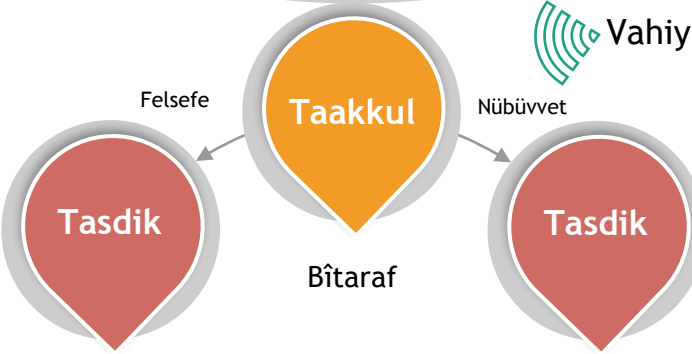 Vahiy
Felsefe
Taakkul
Nübüvvet
Tasdik
Tasdik
Bîtaraf